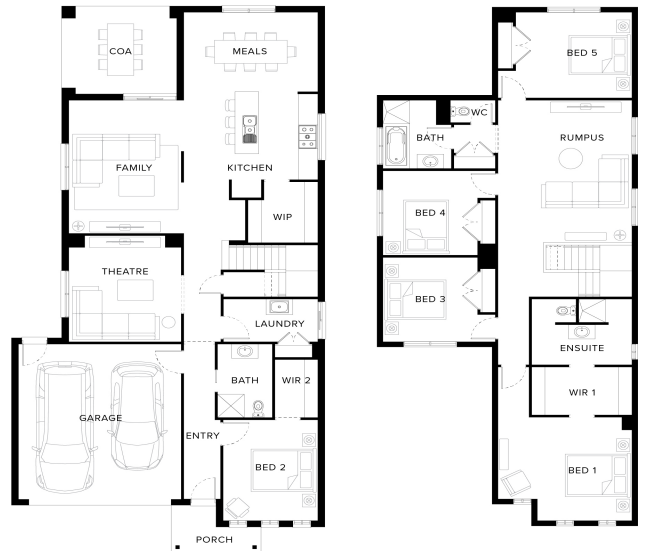 COA
MEALS
FAMILY
KITCHEN
WIP
THEATRE
LAUNDRY
BATH
WIR 2
GARAGE
ENTRY
BED 2
PORCH
BED 5
WC
BATH
RUMPUS
BED 4
BED 3
ENSUITE
WIR 1
BED 1